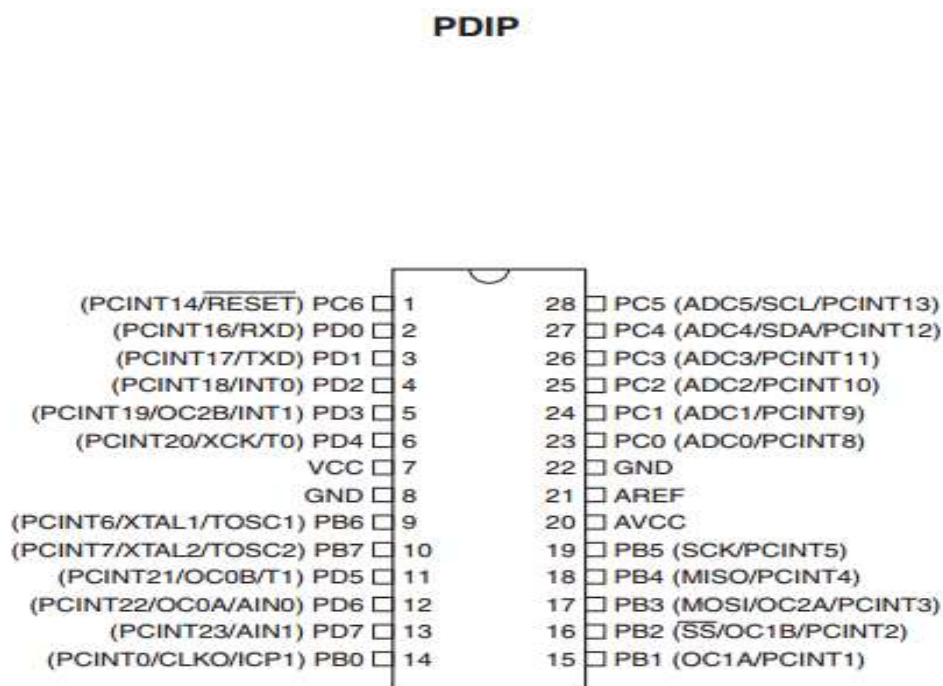 PDIP
(PCINT14/RESET) PC6 1 28 PC5 (ADC5/SCL/PCINT13)
(PCINT16/RXD) PD0 2 27 PC4 (ADC4/SDA/PCINT12)
(PCINT17/TXD) PD1 3 26 PC3 (ADC3/PCINT11)
(PCINT18/INT0) PD2 4 25 PC2 (ADC2/PCINT10)
(PCINT19/OC2B/INT1) PD3 5 24 PC1 (ADC1/PCINT9)
(PCINT20/XCK/T0) PD4 6 23 PC0 (ADC0/PCINT8)
VCC 7 22 GND
GND 8 21 AREF
(PCINT6/XTAL1/TOSC1) PB6 9 20 AVCC
(PCINT7/XTAL2/TOSC2) PB7 10 19 PB5 (SCK/PCINT5)
(PCINT21/OC0B/T1) PD5 11 18 PB4 (MISO/PCINT4)
(PCINT22/OC0A/AIN0) PD6 12 17 PB3 (MOSI/OC2A/PCINT3)
(PCINT23/AIN1) PD7 13 16 PB2 (SS/OC1B/PCINT2)
(PCINT0/CLKO/ICP1) PB0 14 15 PB1 (OC1A/PCINT1)